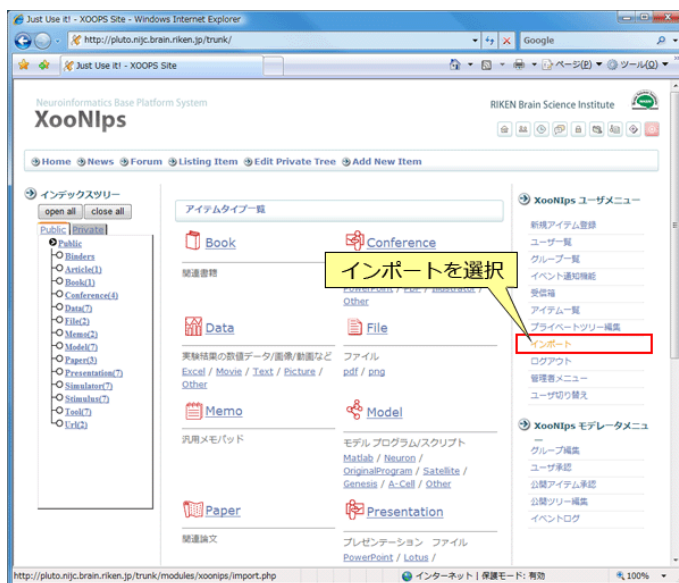 Just Use it! - XOOPS Site - Windows Internet Explorer
http://pluto.nijc.brain.riken.jp/trunk/
Google
Just Use it! - XOOPS Site
ページ(P)
ツール(O)
Neuroinformatics Base Platform System
XooNIps
RIKEN Brain Science Institute
Home News Forum Listing Item Edit Private Tree Add New Item
インデックスツリー
open all close all
Public Private
Public
Binders
Article(1)
Book(1)
Conference(4)
Data(7)
File(2)
Memo(2)
Model(7)
Paper(3)
Presentation(7)
Simulator(7)
Stimulus(7)
Tool(7)
Url(2)
アイテムタイプ一覧
Book
関連書籍
Conference
PowerPoint / PDF / Illustrator /
Other
Data
実験結果の数値データ/画像/動画など
Excel / Movie / Text / Picture /
Other
File
ファイル
pdf / png
Memo
汎用メモパッド
Model
モデル プログラム/スクリプト
Matlab / Neuron /
OriginalProgram / Satellite /
Genesis / A-Cell / Other
Paper
関連論文
Presentation
プレゼンテーション ファイル
PowerPoint / Lotus /
インポートを選択
XooNIps ユーザメニュー
新規アイテム登録
ユーザ一覧
グループ一覧
イベント通知機能
受信箱
アイテム一覧
プライベートツリー編集
インポート
ログアウト
管理者メニュー
ユーザ切り替え
XooNIps モデレータメニュ
ー
グループ編集
ユーザ承認
公開アイテム承認
公開ツリー編集
イベントログ
http://pluto.nijc.brain.riken.jp/trunk/modules/xoonips/import.php
インターネット | 保護モード: 有効
100%